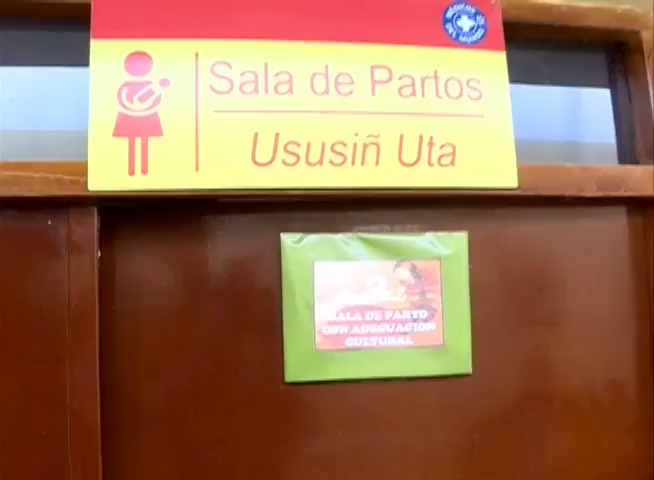 Sala de Partos
Ususiñ Uta
SALA DE PARTO
CON ADECUACION
CULTURAL